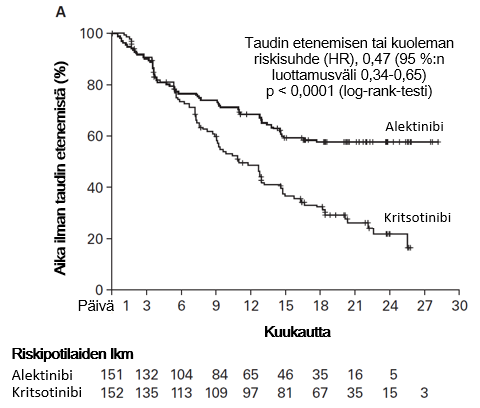 A
Taudin etenemisen tai kuoleman
riskisuhde (HR), 0,47 (95 %:n
luottamusväli 0,34-0,65)
p < 0,0001 (log-rank-testi)
Aika ilman taudin etenemistä (%)
100
80
60
40
20
0
Alektinibi
Kritsotinibi
Päivä 1 3 6 9 12 15 18 21 24 27 30
Kuukautta
Riskipotilaiden lkm
Alektinibi 151 132 104 84 65 46 35 16 5
Kritsotinibi 152 135 113 109 97 81 67 35 15 3